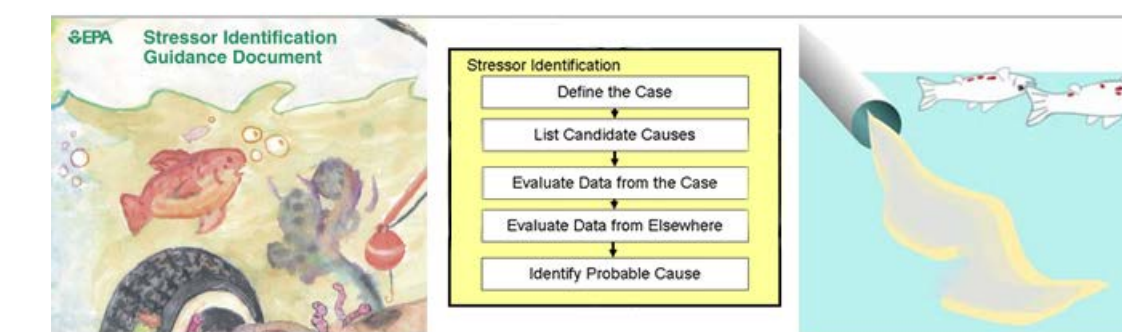 EPA
Stressor Identification
Guidance Document
Stressor Identification
Define the Case
List Candidate Causes
Evaluate Data from the Case
Evaluate Data from Elsewhere
Identify Probable Cause